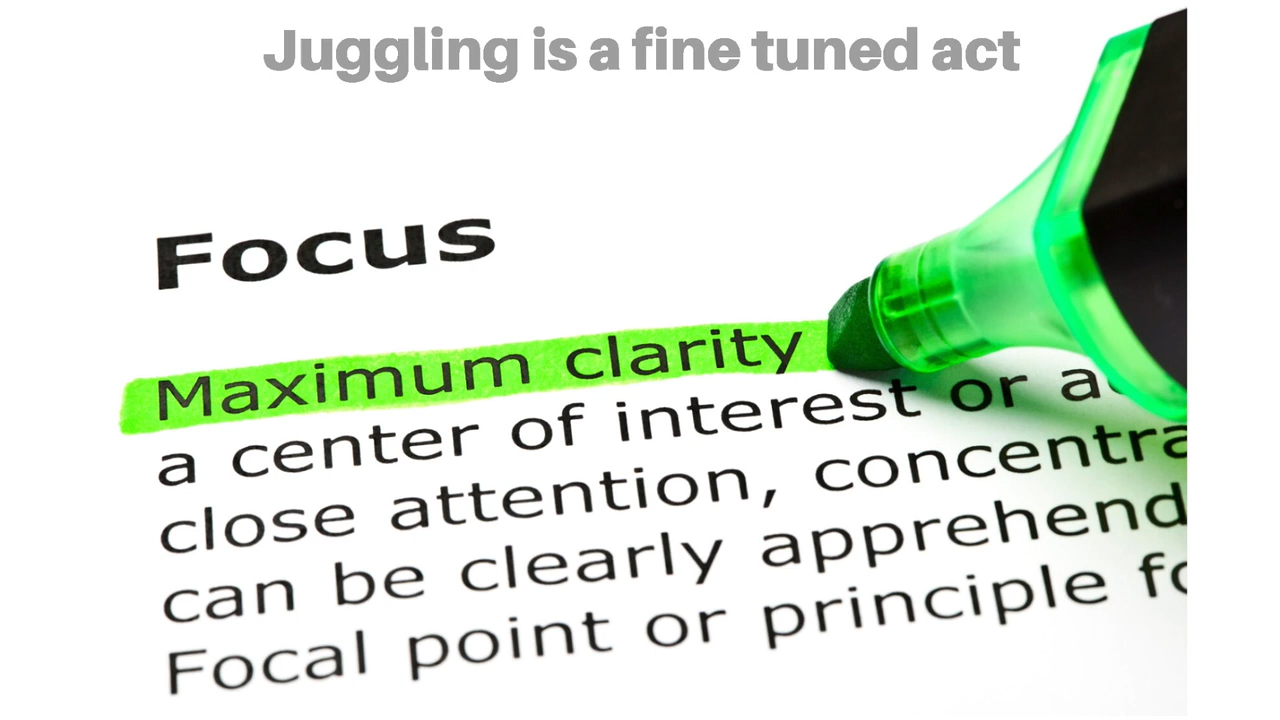 Juggling is a fine tuned act
Focus
Maximum clarity
a center of interest or
close attention,
can be clearly
Focal point or principle